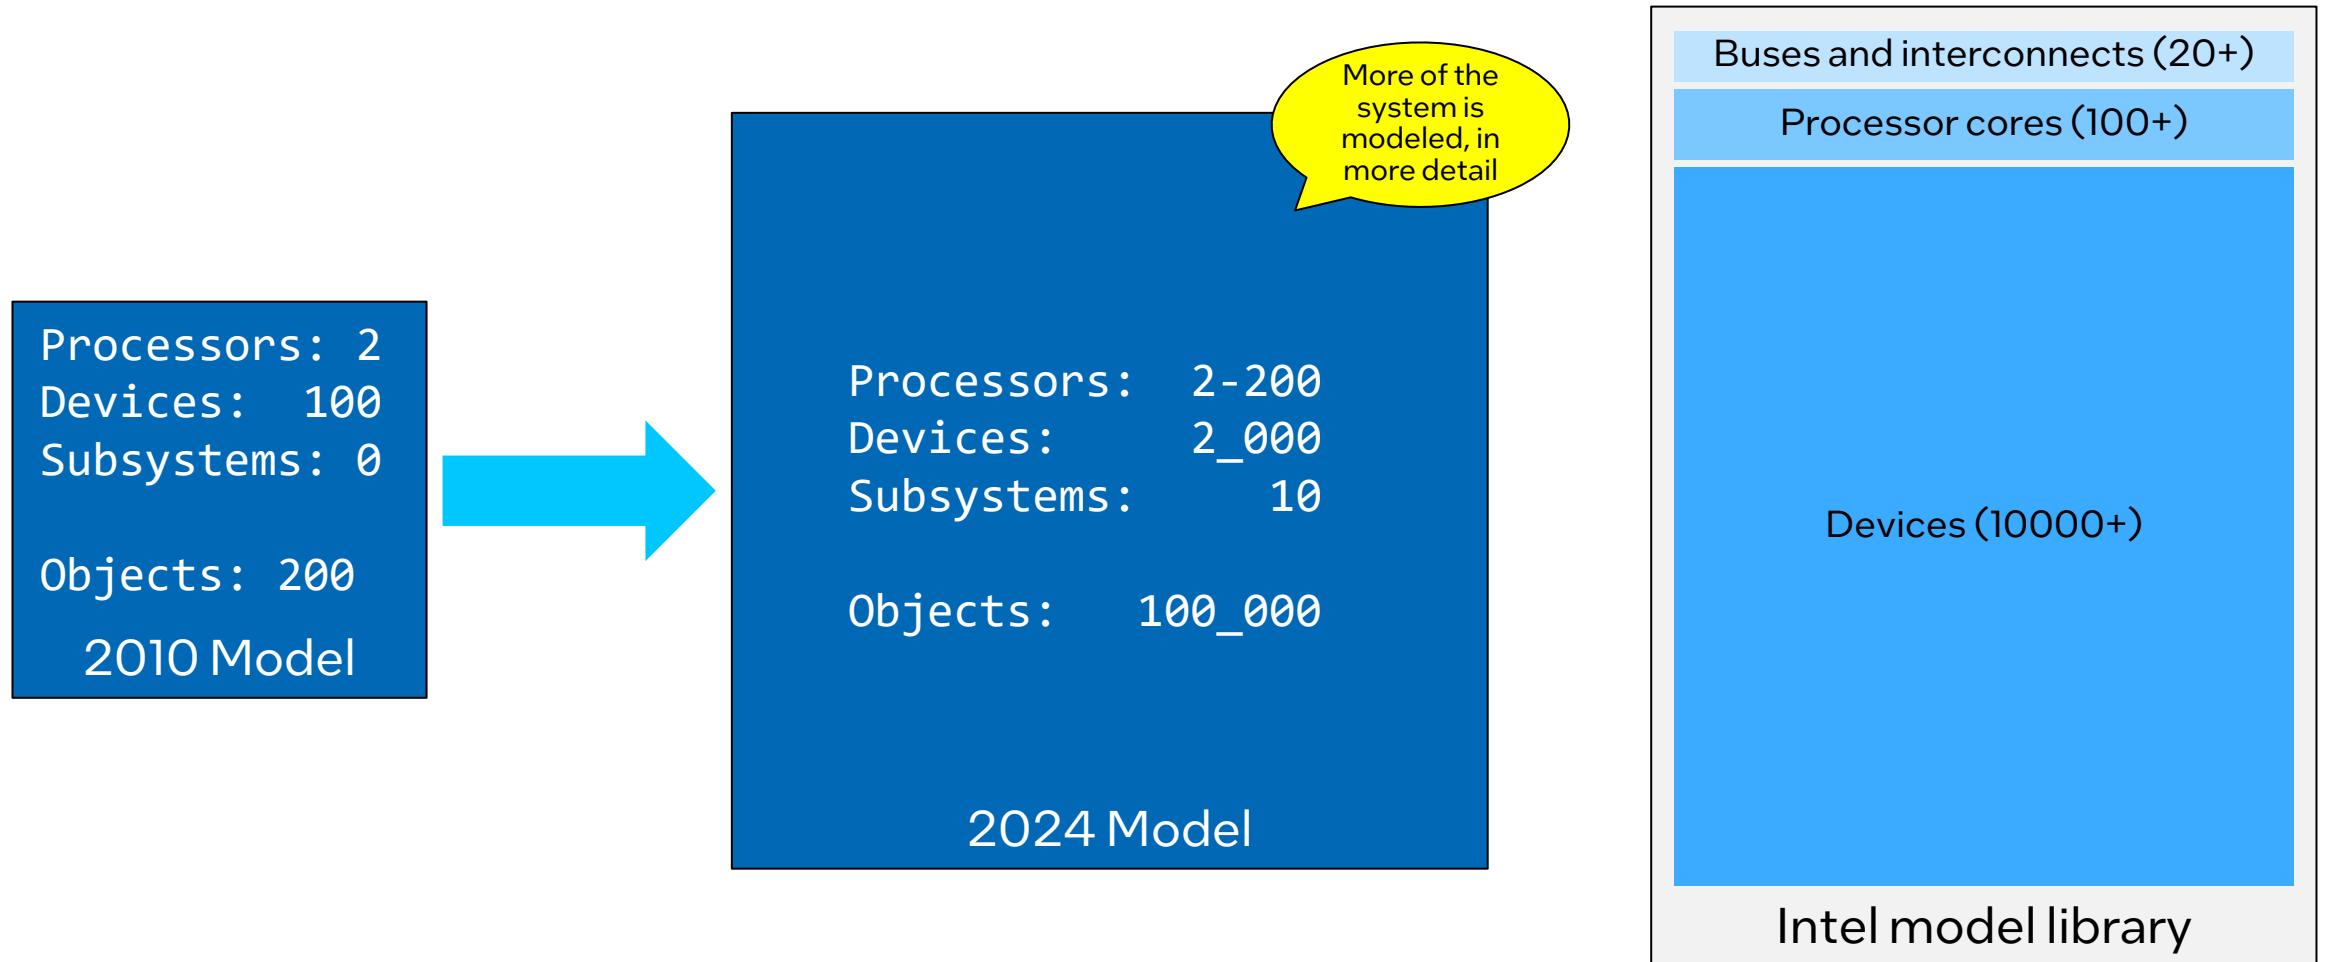 Processors: 2
Devices:  100
Subsystems: 0
Objects: 200
2010 Model
More of the
system is
modeled, in
more detail
Processors:  2-200
Devices:     2_000
Subsystems:     10
Objects:   100_000
2024 Model
Buses and interconnects (20+)
Processor cores (100+)
Devices (10000+)
Intel model library